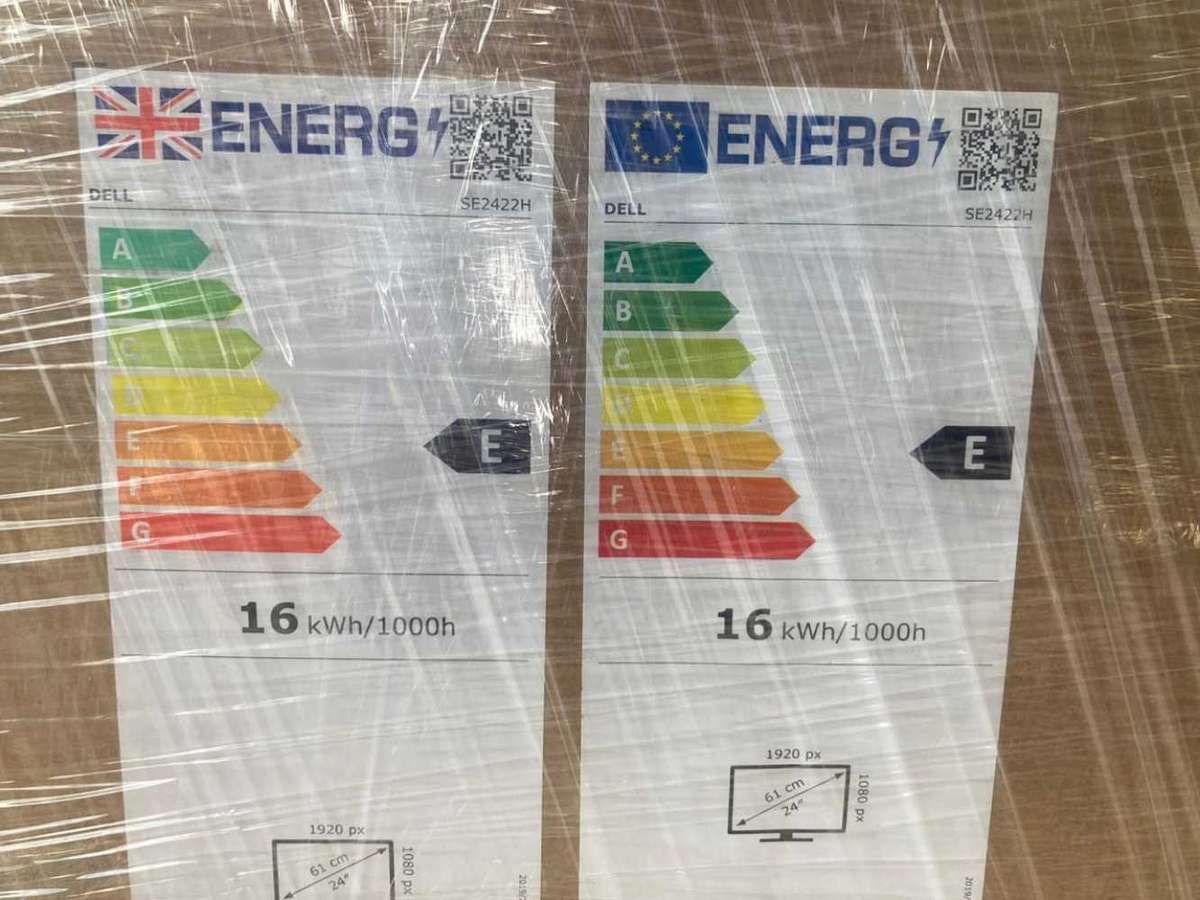 ENERG
DELL
SE2422H
A
B
C
D
E
F
G
E
16 kWh/1000h
1920 px
61 cm
24"
1080 px
ENERG
DELL
SE2422H
A
B
C
D
E
F
G
E
16 kWh/1000h
1920 px
61 cm
24"
1080 px